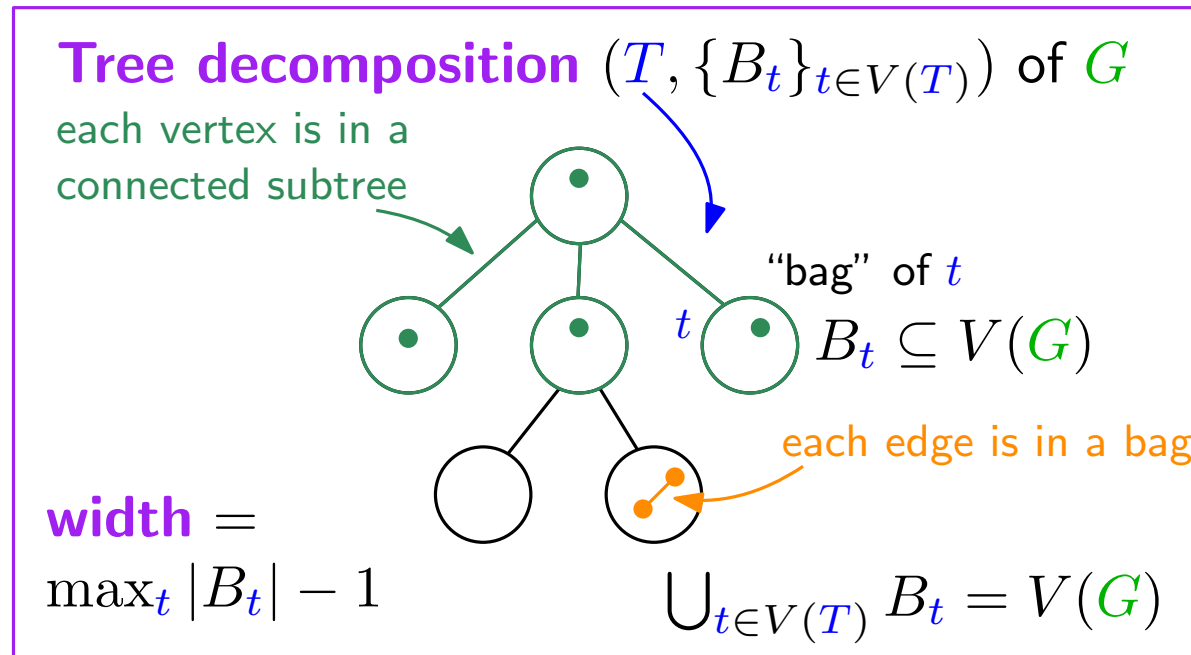 Tree decomposition (T, {B_t}_{t∈V(T)}) of G
each vertex is in a
connected subtree
“bag” of t
t
B_t ⊆ V(G)
each edge is in a bag
width =
max_t |B_t| − 1
⋃_{t∈V(T)} B_t = V(G)